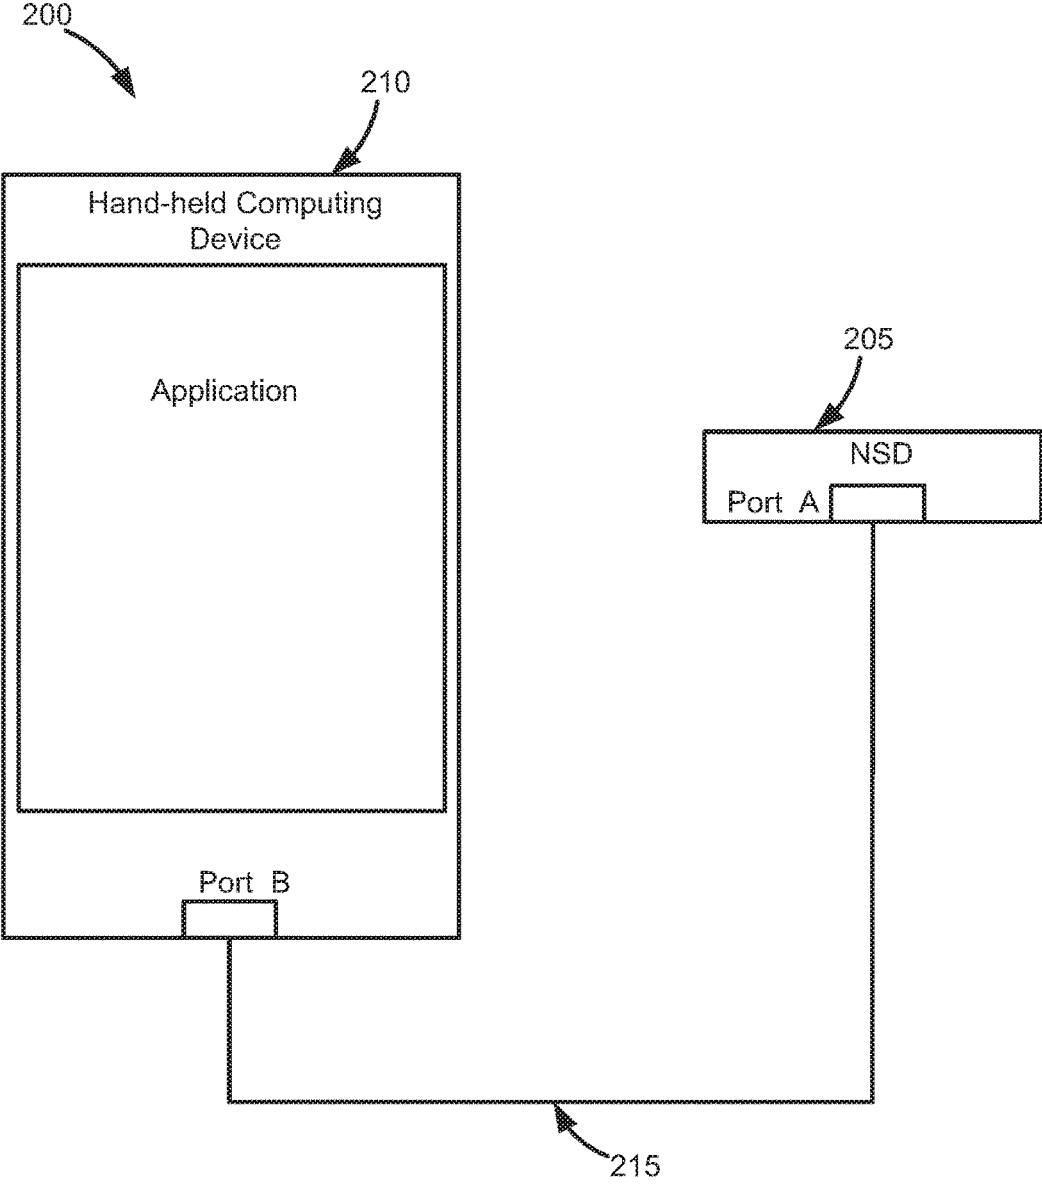 200
210
Hand-held Computing
Device
Application
205
NSD
Port A
Port B
215